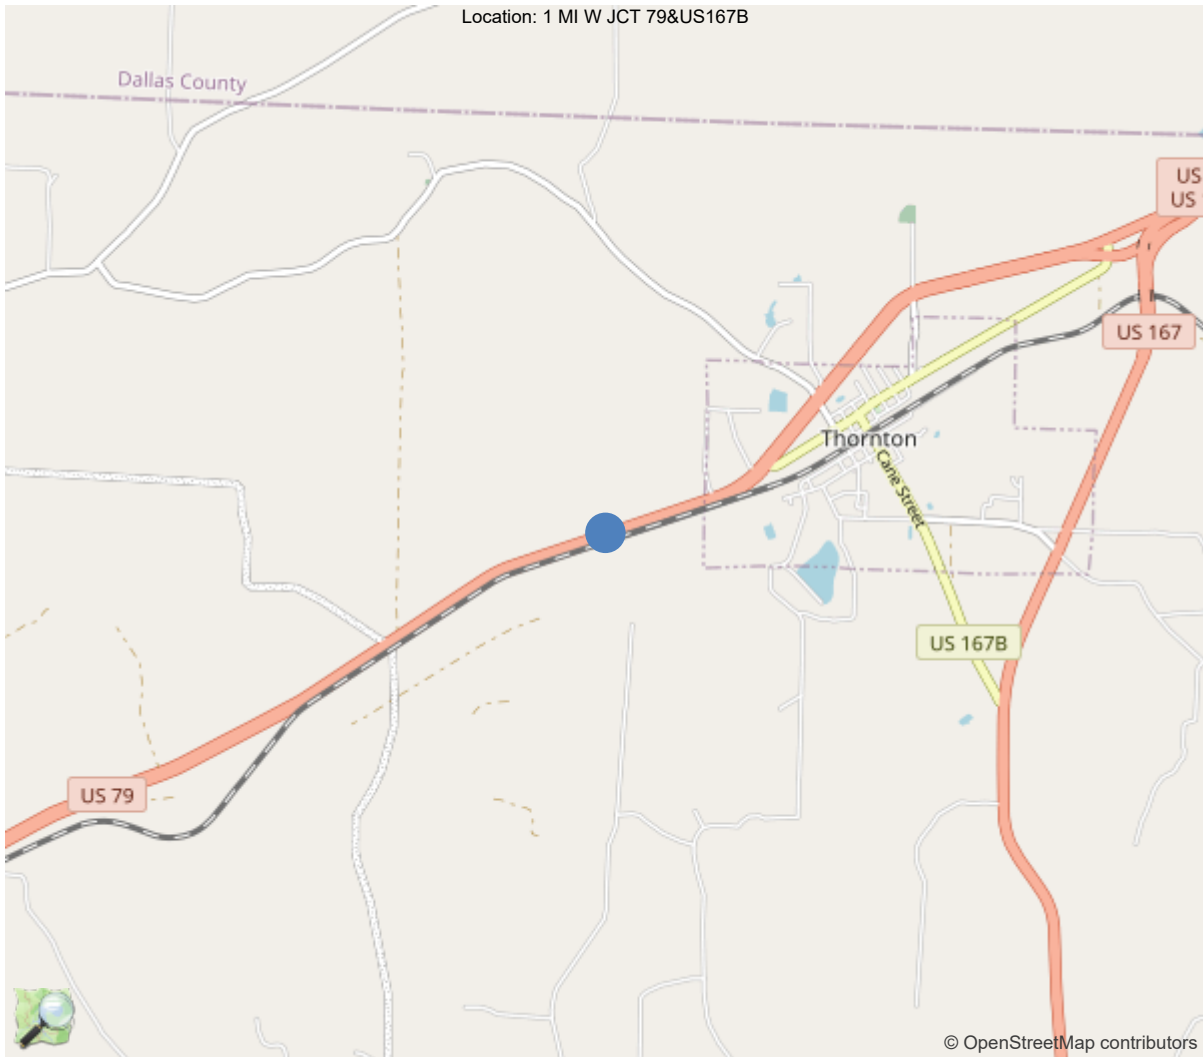 Location: 1 MI W JCT 79&US167B
Dallas County
US
US
US 167
Thornton
Cane Street
US 167B
US 79
© OpenStreetMap contributors